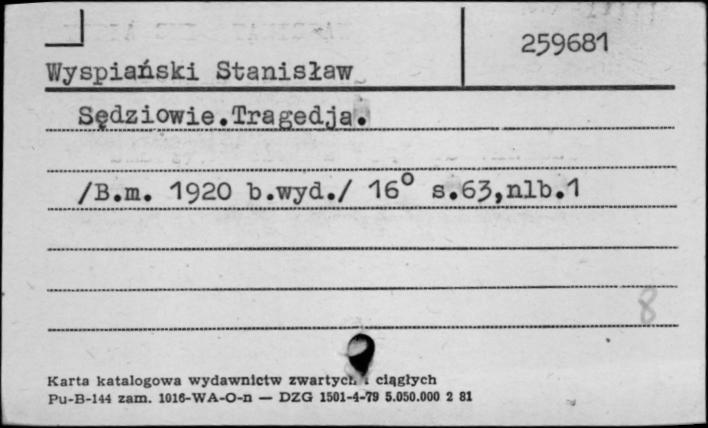 259681
Wyspiański Stanisław
Sędziowie.Tragedja.
/B.m. 1920 b.wyd./ 16° s.63,nlb.1
8
Karta katalogowa wydawnictw zwartych i ciągłych
Pu-B-144 zam. 1016-WA-O-n — DZG 1501-4-79 5.050.000 2 81